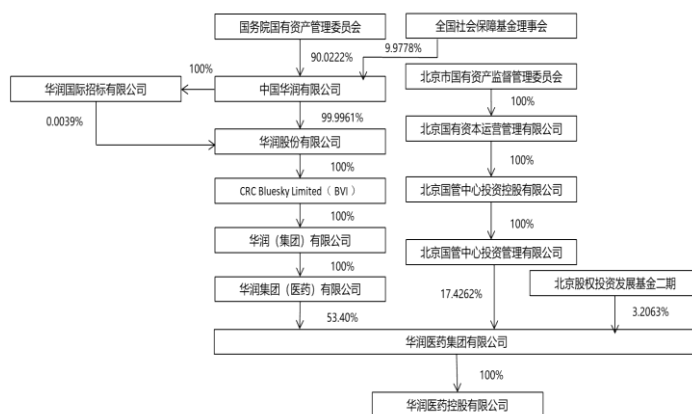 国务院国有资产管理委员会
全国社会保障基金理事会
90.0222%
9.9778%
北京市国有资产监督管理委员会
100%
华润国际招标有限公司
中国华润有限公司
100%
0.0039%
99.9961%
北京国有资本运营管理有限公司
华润股份有限公司
100%
100%
CRC Bluesky Limited（BVI）
北京国管中心投资控股有限公司
100%
100%
华润（集团）有限公司
北京国管中心投资管理有限公司
100%
华润集团（医药）有限公司
17.4262%
北京股权投资发展基金二期
53.40%
3.2063%
华润医药集团有限公司
100%
华润医药控股有限公司